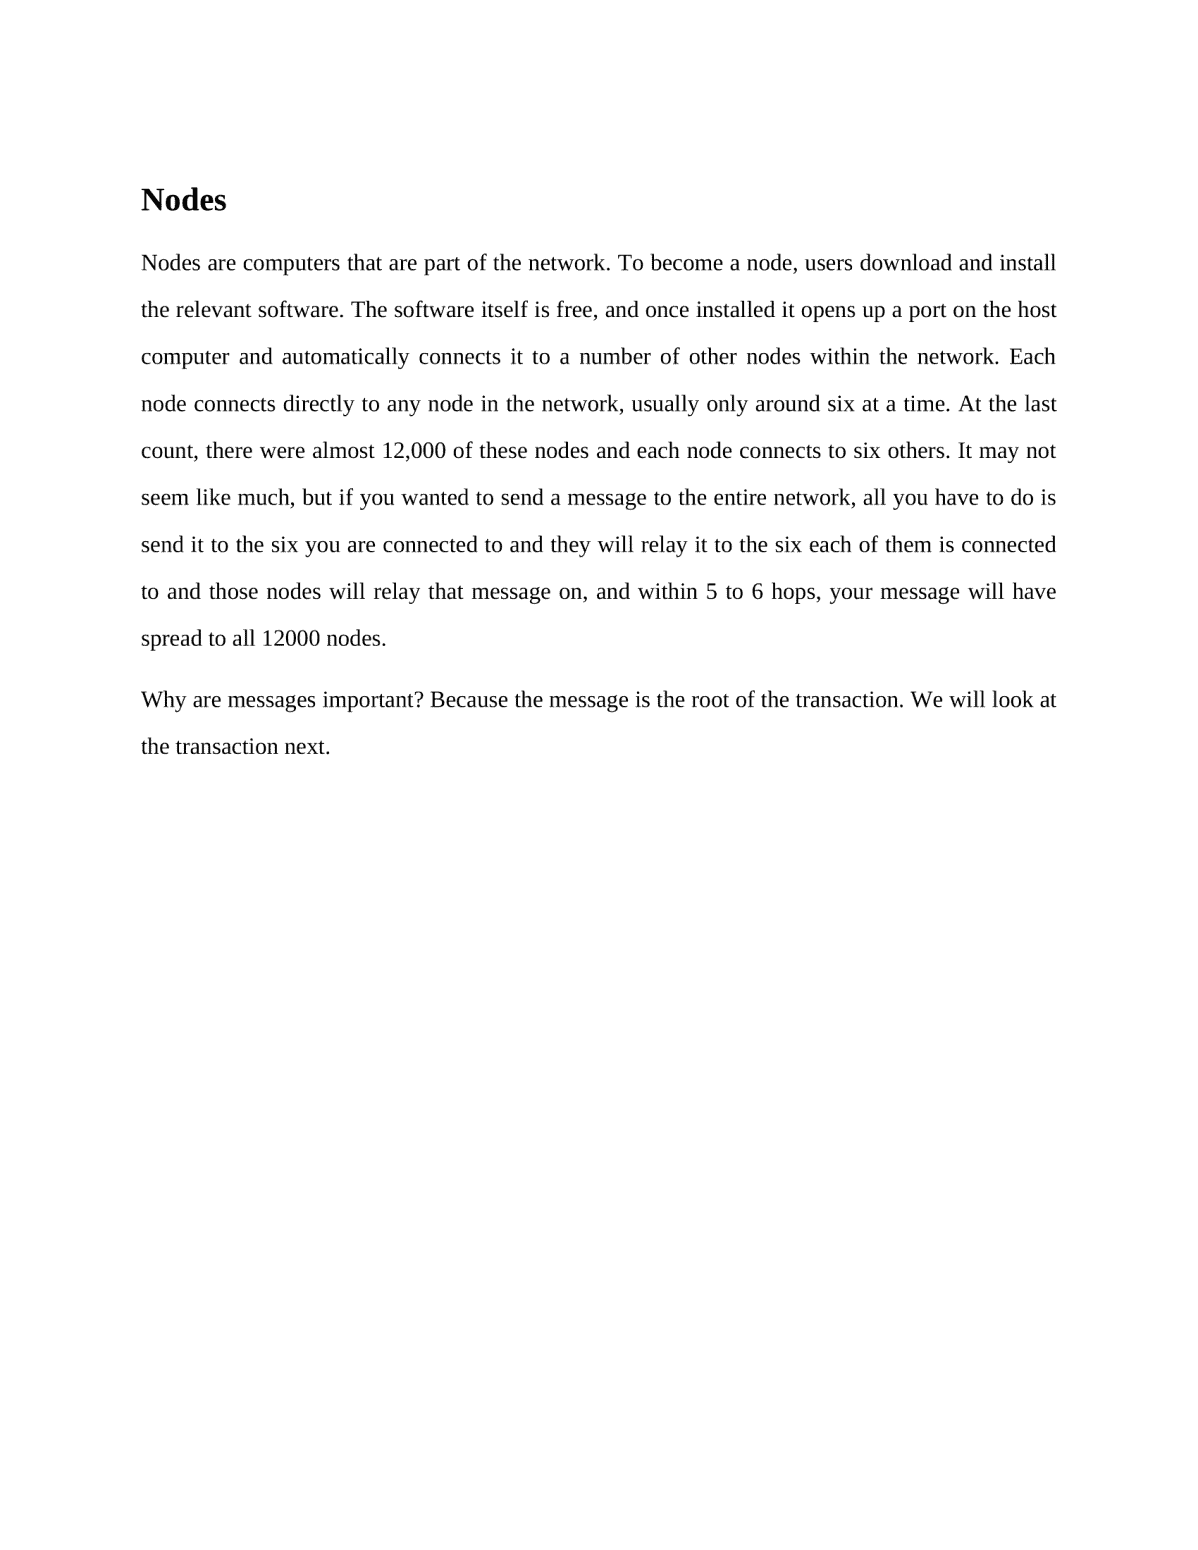 Nodes
Nodes are computers that are part of the network. To become a node, users download and install
the relevant software. The software itself is free, and once installed it opens up a port on the host
computer and automatically connects it to a number of other nodes within the network. Each
node connects directly to any node in the network, usually only around six at a time. At the last
count, there were almost 12,000 of these nodes and each node connects to six others. It may not
seem like much, but if you wanted to send a message to the entire network, all you have to do is
send it to the six you are connected to and they will relay it to the six each of them is connected
to and those nodes will relay that message on, and within 5 to 6 hops, your message will have
spread to all 12000 nodes.
Why are messages important? Because the message is the root of the transaction. We will look at
the transaction next.